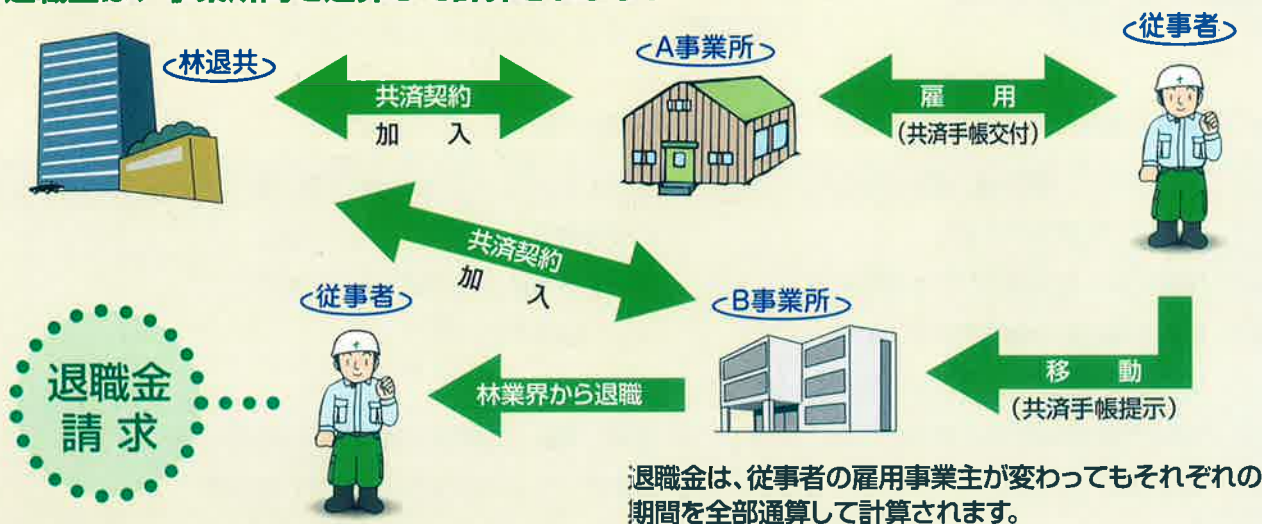 林退共
A事業所
従事者
共済契約
加 入
雇 用
(共済手帳交付)
共済契約
加 入
従事者
B事業所
退職金
請求
林業界から退職
移 動
(共済手帳提示)
退職金は、従事者の雇用事業主が変わってもそれぞれの
期間を全部通算して計算されます。